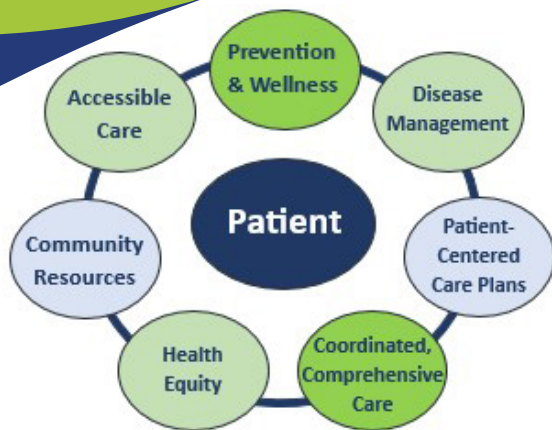 Prevention
& Wellness
Disease
Management
Patient-
Centered
Care Plans
Coordinated,
Comprehensive
Care
Health
Equity
Community
Resources
Accessible
Care
Patient